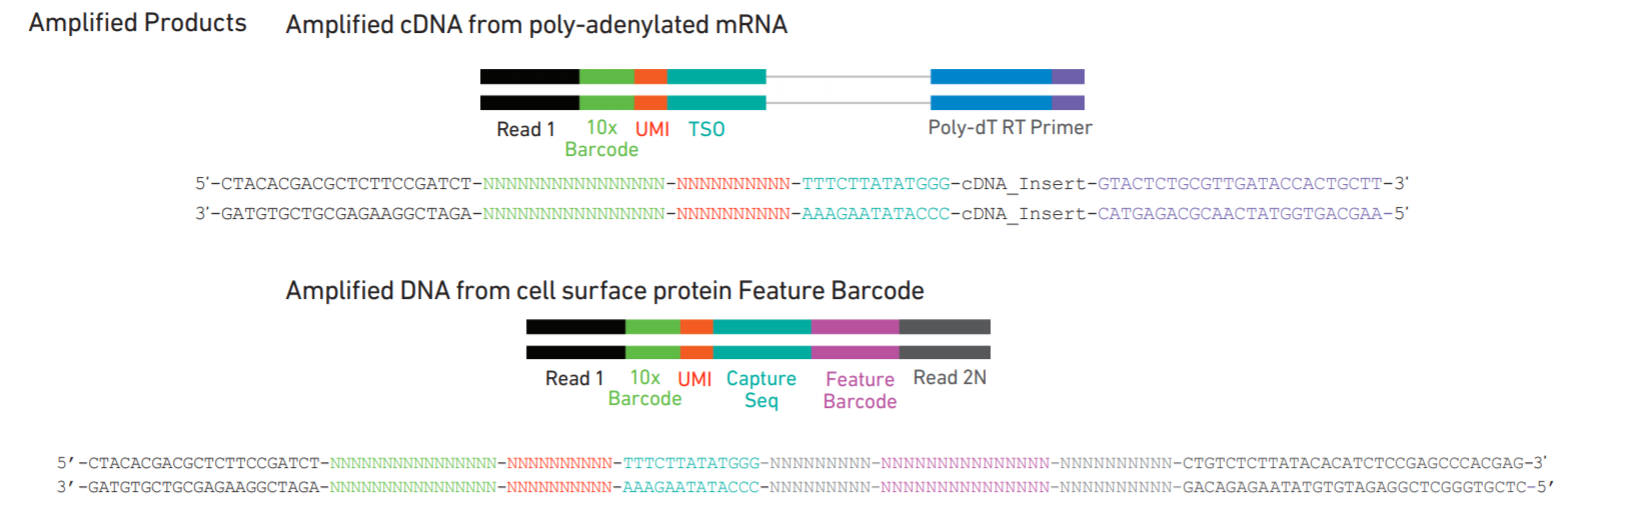 Amplified Products Amplified cDNA from poly-adenylated mRNA
Read 1 10x Barcode UMI TSO Poly-dT RT Primer
5'-CTACACGACGCTCTTCCGATCT-NNNNNNNNNNNNNNNN-NNNNNNNNNN-TTTCTTATATGGG-cDNA_Insert-GTACTCTGCGTTGATACCACTGCTT-3'
3'-GATGTGCTGCGAGAAGGCTAGA-NNNNNNNNNNNNNNNN-NNNNNNNNNN-AAAGAATATACCC-cDNA_Insert-CATGAGACGCAACTATGGTGACGAA-5'
Amplified DNA from cell surface protein Feature Barcode
Read 1 10x Barcode UMI Capture Seq Feature Barcode Read 2N
5'-CTACACGACGCTCTTCCGATCT-NNNNNNNNNNNNNNNN-NNNNNNNNNN-TTTCTTATATGGG-NNNNNNNNN-NNNNNNNNNNNNNNN-NNNNNNNNNN-CTGTCTCTTATACACATCTCCGAGCCCACGAG-3'
3'-GATGTGCTGCGAGAAGGCTAGA-NNNNNNNNNNNNNNNN-NNNNNNNNNN-AAAGAATATACCC-NNNNNNNNN-NNNNNNNNNNNNNNN-NNNNNNNNNN-GACAGAGAATATGTGTAGAGGCTCGGGTGCTC-5'